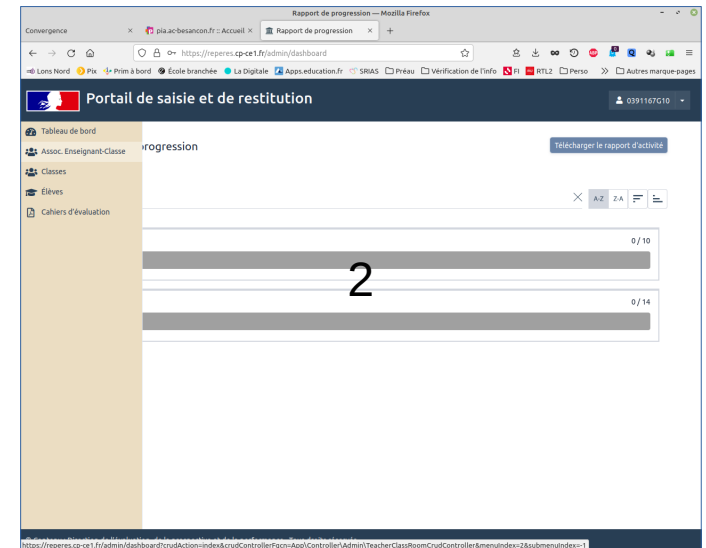 Rapport de progression — Mozilla Firefox
Convergence
pia.ac-besancon.fr :: Accueil
Rapport de progression
https://reperes.cp-ce1.fr/admin/dashboard
Lons Nord Pix Prim à bord École branchée La Digitale Apps.education.fr SRIAS Préau Vérification de l'info FI RTL2 Perso Autres marque-pages
Portail de saisie et de restitution
0391167G10
Tableau de bord
Assoc. Enseignant-Classe
Classes
Élèves
Cahiers d'évaluation
rogression
Télécharger le rapport d'activité
A-Z Z-A
0 / 10
2
0 / 14
https://reperes.cp-ce1.fr/admin/dashboard?crudAction=index&crudControllerFqcn=App\Controller\Admin\TeacherClassRoomCrudController&menuIndex=2&submenuIndex=-1